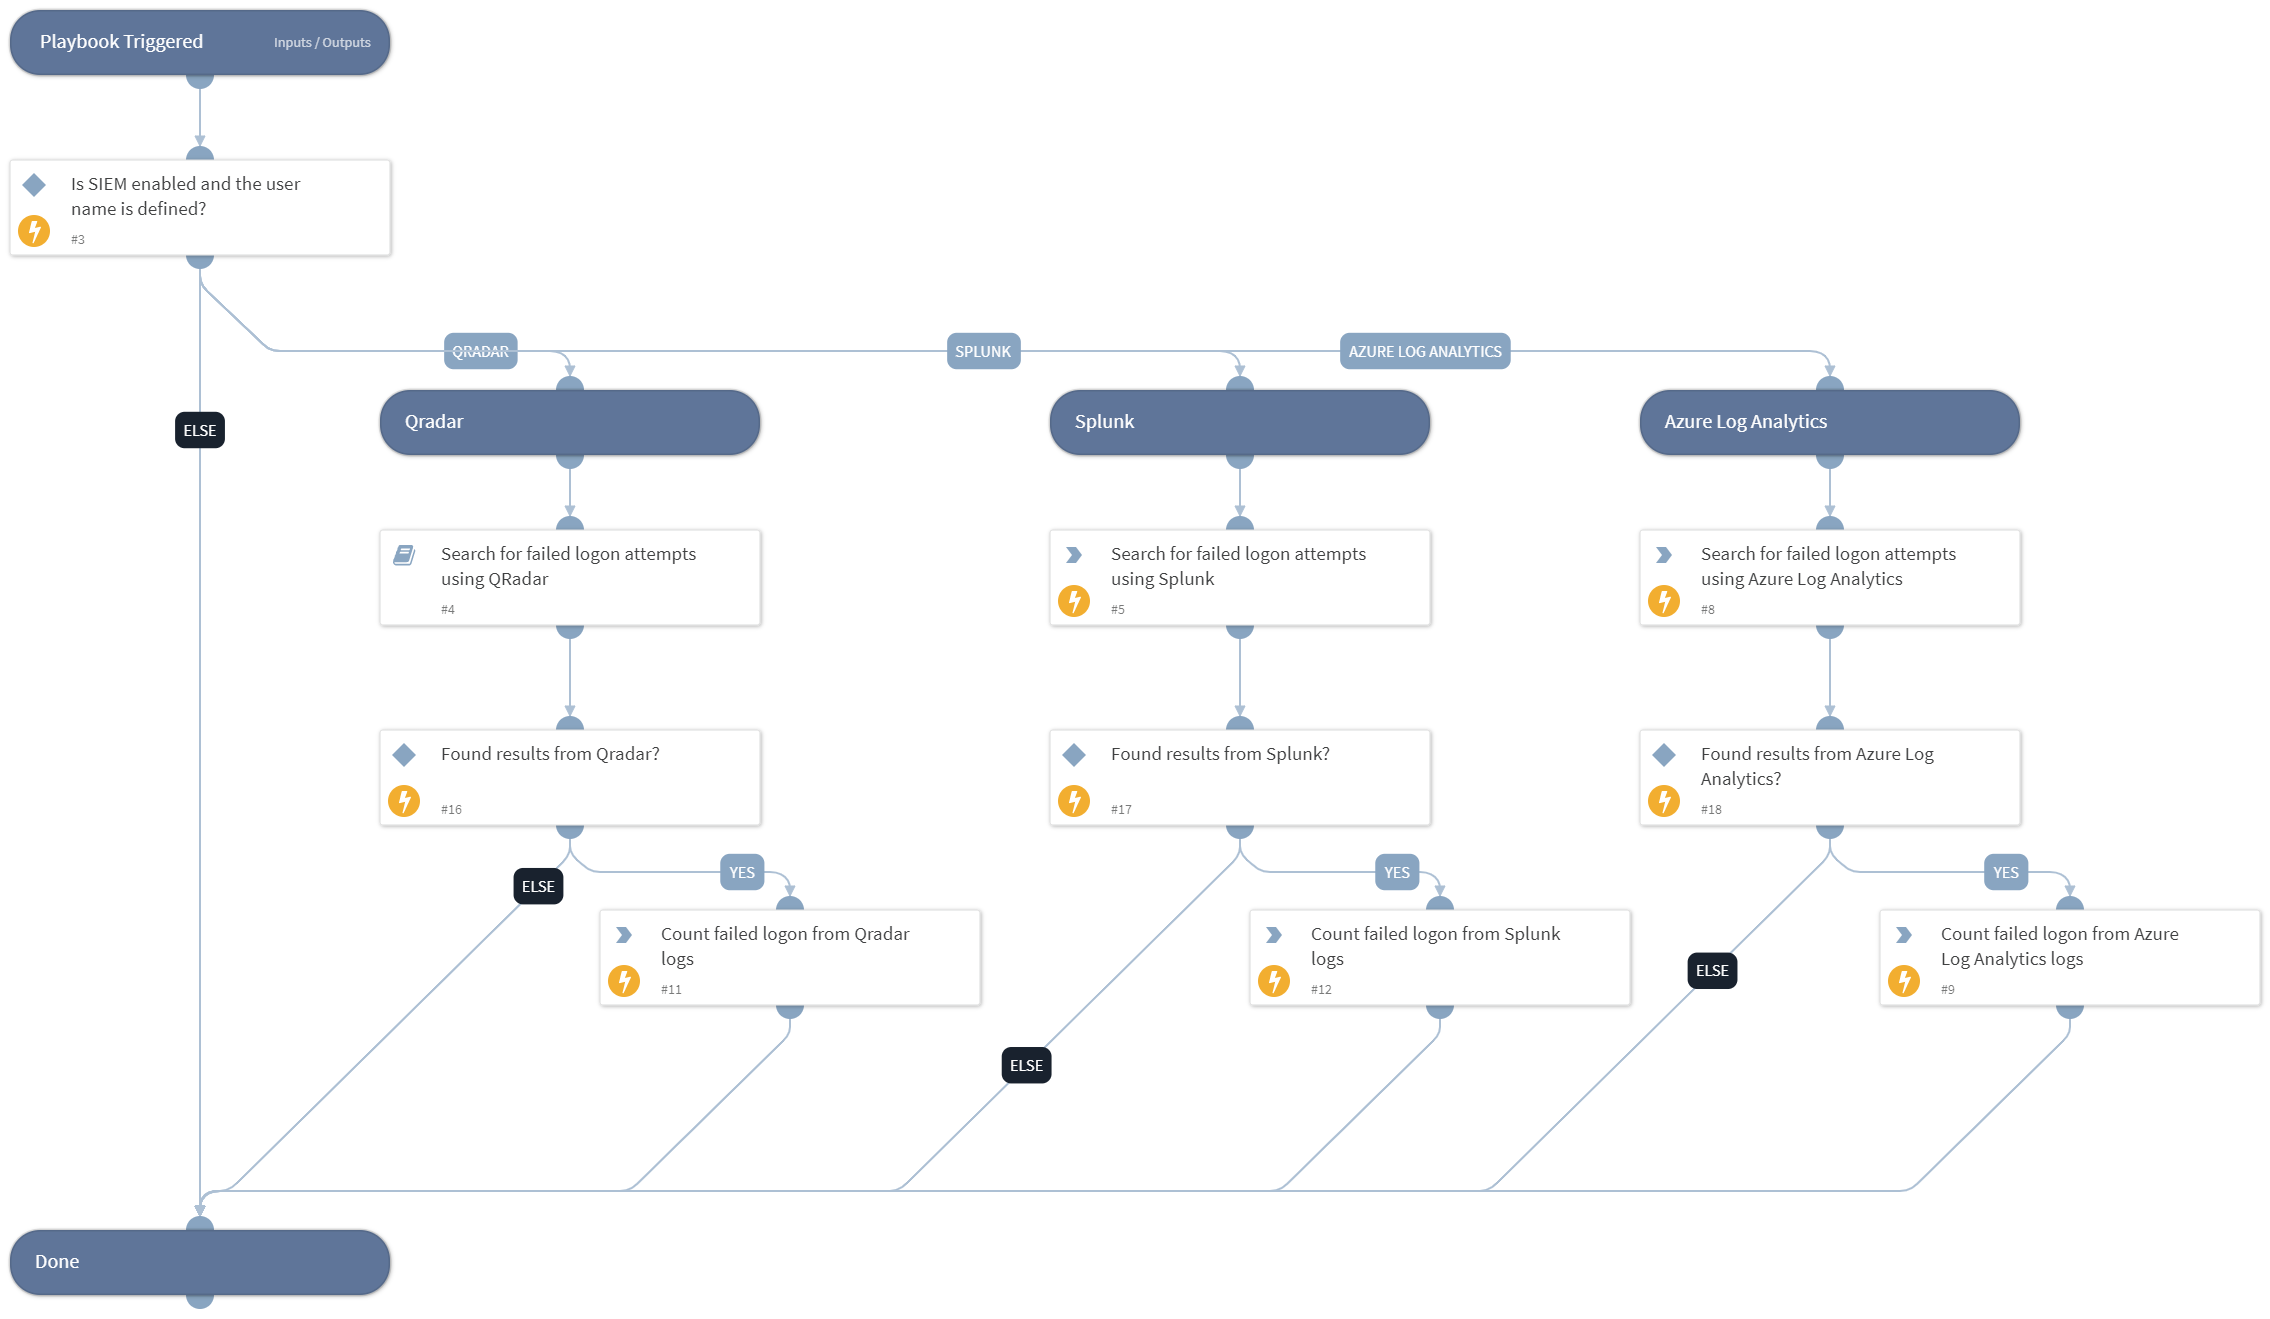 Playbook Triggered
Inputs / Outputs
Is SIEM enabled and the user
name is defined?
#3
QRADAR
SPLUNK
AZURE LOG ANALYTICS
ELSE
Qradar
Splunk
Azure Log Analytics
Search for failed logon attempts
using QRadar
#4
Search for failed logon attempts
using Splunk
#5
Search for failed logon attempts
using Azure Log Analytics
#8
Found results from Qradar?
#16
Found results from Splunk?
#17
Found results from Azure Log
Analytics?
#18
ELSE
YES
YES
YES
Count failed logon from Qradar
logs
#11
Count failed logon from Splunk
logs
#12
ELSE
Count failed logon from Azure
Log Analytics logs
#9
ELSE
Done